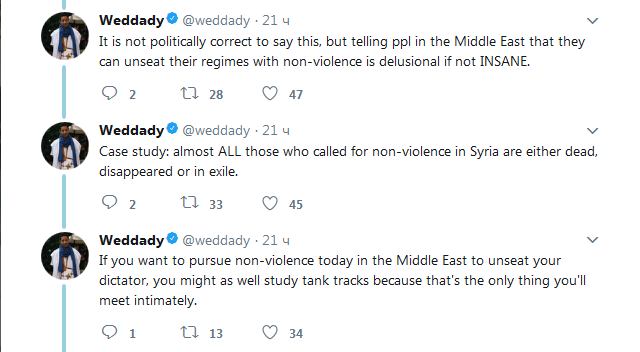 Weddady @weddady · 21 ч
It is not politically correct to say this, but telling ppl in the Middle East that they
can unseat their regimes with non-violence is delusional if not INSANE.
2 28 47
Weddady @weddady · 21 ч
Case study: almost ALL those who called for non-violence in Syria are either dead,
disappeared or in exile.
2 33 45
Weddady @weddady · 21 ч
If you want to pursue non-violence today in the Middle East to unseat your
dictator, you might as well study tank tracks because that's the only thing you'll
meet intimately.
1 13 34